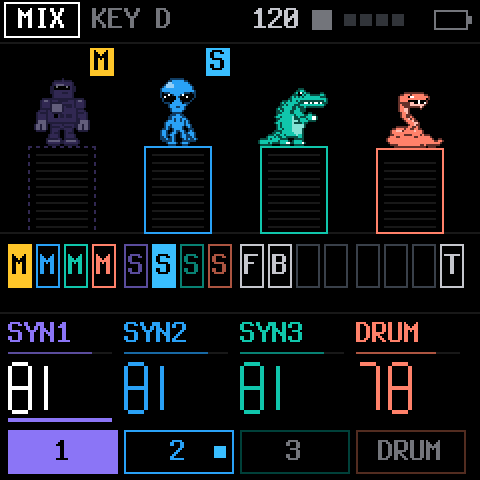 MIX KEY D 120
M S
M M M M S S S S F B T
SYN1 SYN2 SYN3 DRUM
81 81 81 78
1 2 3 DRUM